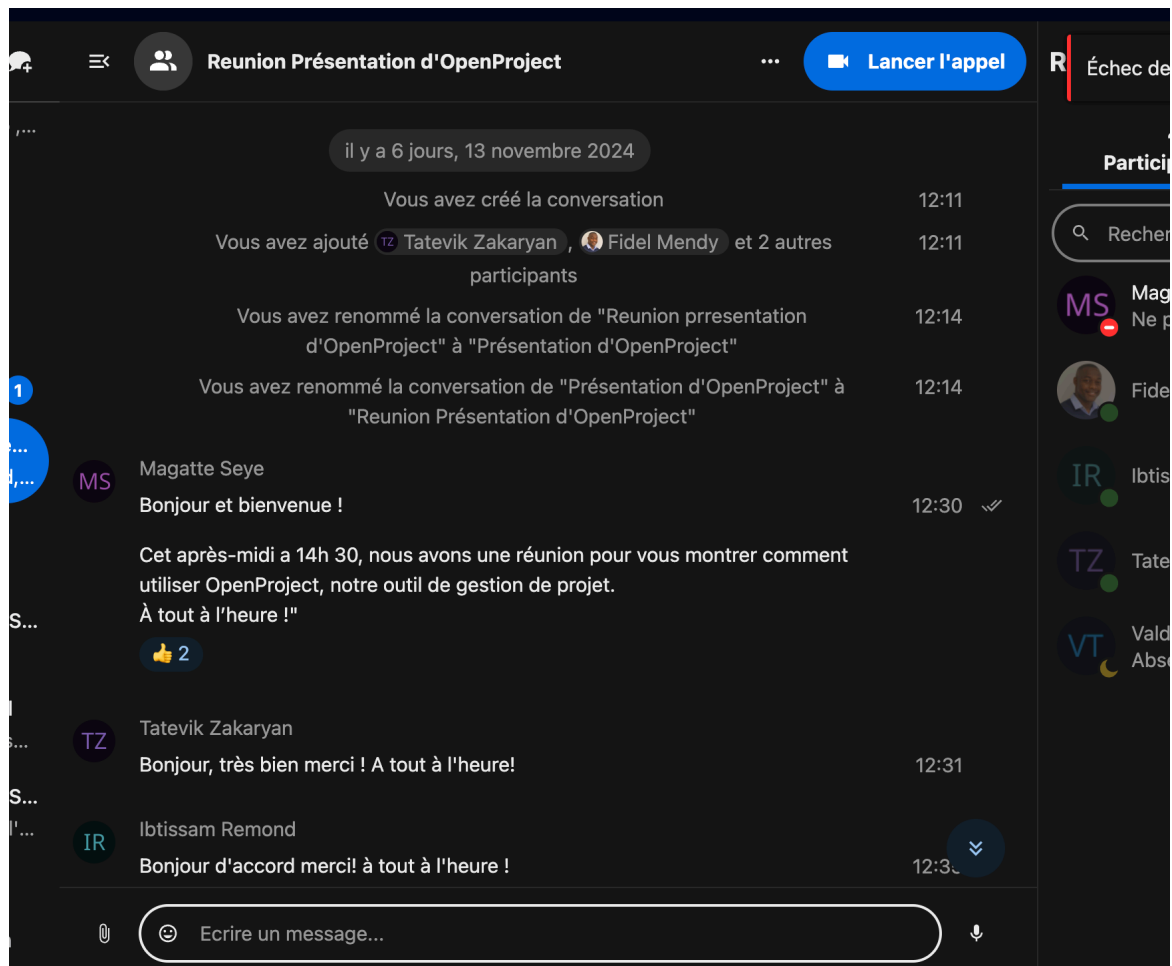 Reunion Présentation d'OpenProject
Lancer l'appel
R
Échec de
,...
il y a 6 jours, 13 novembre 2024
Vous avez créé la conversation 12:11
Vous avez ajouté TZ Tatevik Zakaryan , Fidel Mendy et 2 autres 12:11
participants
Vous avez renommé la conversation de "Reunion prresentation 12:14
d'OpenProject" à "Présentation d'OpenProject"
Vous avez renommé la conversation de "Présentation d'OpenProject" à 12:14
"Reunion Présentation d'OpenProject"
1
MS
Magatte Seye
Bonjour et bienvenue ! 12:30
Cet après-midi a 14h 30, nous avons une réunion pour vous montrer comment
utiliser OpenProject, notre outil de gestion de projet.
À tout à l'heure !"
👍 2
S...
TZ
Tatevik Zakaryan
Bonjour, très bien merci ! A tout à l'heure! 12:31
S...
l'...
IR
Ibtissam Remond
Bonjour d'accord merci! à tout à l'heure !
Ecrire un message...
Particip
Recher
MS
Mag
Ne p
Fide
IR
Ibtis
TZ
Tate
VT
Vald
Abse